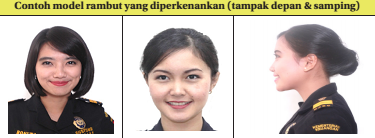 Contoh model rambut yang diperkenankan (tampak depan & samping)